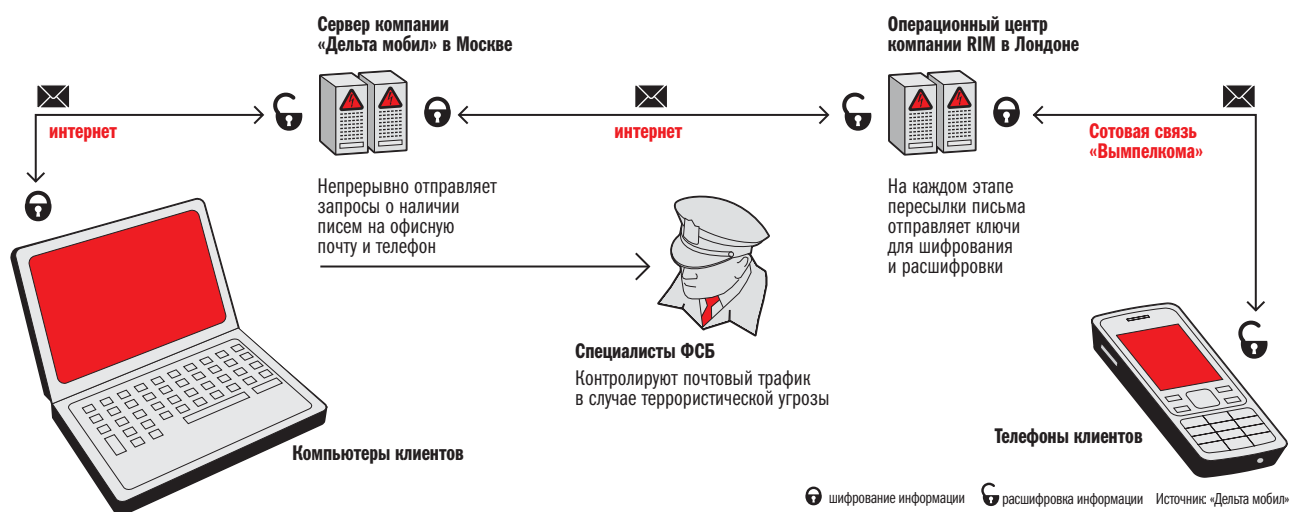 Сервер компании
«Дельта мобил» в Москве
Операционный центр
компании RIM в Лондоне
интернет
интернет
Сотовая связь
«Вымпелкома»
Непрерывно отправляет
запросы о наличии
писем на офисную
почту и телефон
На каждом этапе
пересылки письма
отправляет ключи
для шифрования
и расшифровки
Специалисты ФСБ
Контролируют почтовый трафик
в случае террористической угрозы
Компьютеры клиентов
Телефоны клиентов
шифрование информации расшифровка информации Источник: «Дельта мобил»